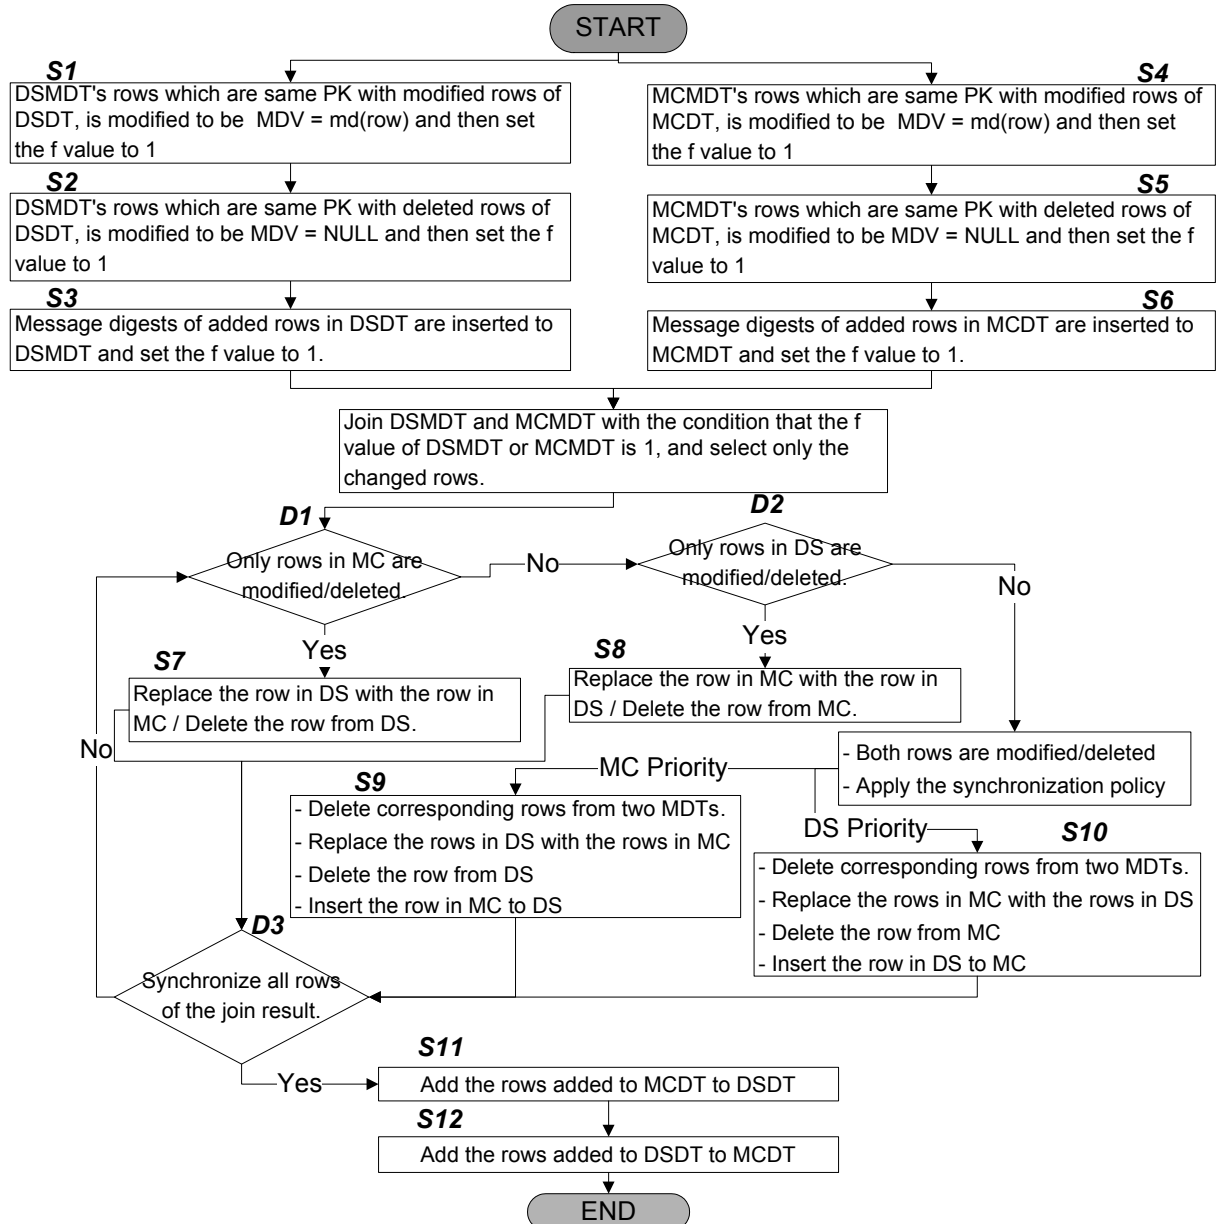 START
S1
DSMDT's rows which are same PK with modified rows of
DSDT, is modified to be MDV = md(row) and then set
the f value to 1
S4
MCMDT's rows which are same PK with modified rows of
MCDT, is modified to be MDV = md(row) and then set
the f value to 1
S2
DSMDT's rows which are same PK with deleted rows of
DSDT, is modified to be MDV = NULL and then set the f
value to 1
S5
MCMDT's rows which are same PK with deleted rows of
MCDT, is modified to be MDV = NULL and then set the f
value to 1
S3
Message digests of added rows in DSDT are inserted to
DSMDT and set the f value to 1.
S6
Message digests of added rows in MCDT are inserted to
MCMDT and set the f value to 1.
Join DSMDT and MCMDT with the condition that the f
value of DSMDT or MCMDT is 1, and select only the
changed rows.
D1
Only rows in MC are
modified/deleted.
No
D2
Only rows in DS are
modified/deleted.
No
Yes
Yes
S7
Replace the row in DS with the row in
MC / Delete the row from DS.
S8
Replace the row in MC with the row in
DS / Delete the row from MC.
No
- Both rows are modified/deleted
- Apply the synchronization policy
MC Priority
DS Priority
S9
- Delete corresponding rows from two MDTs.
- Replace the rows in DS with the rows in MC
- Delete the row from DS
- Insert the row in MC to DS
S10
- Delete corresponding rows from two MDTs.
- Replace the rows in MC with the rows in DS
- Delete the row from MC
- Insert the row in DS to MC
D3
Synchronize all rows
of the join result.
Yes
S11
Add the rows added to MCDT to DSDT
S12
Add the rows added to DSDT to MCDT
END